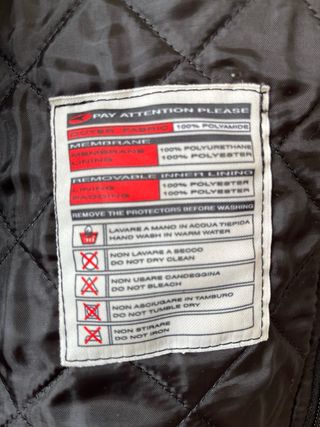 PAY ATTENTION PLEASE
OUTER FABRIC 100% POLYAMIDE
MEMBRANE
MEMBRANE 100% POLYURETHANE
LINING 100% POLYESTER
REMOVABLE INNER LINING
LINING 100% POLYESTER
PADDING 100% POLYESTER
REMOVE THE PROTECTORS BEFORE WASHING
LAVARE A MANO IN ACQUA TIEPIDA
HAND WASH IN WARM WATER
NON LAVARE A SECCO
DO NOT DRY CLEAN
NON USARE CANDEGGINA
DO NOT BLEACH
NON ASCIUGARE IN TAMBURO
DO NOT TUMBLE DRY
NON STIRARE
DO NOT IRON